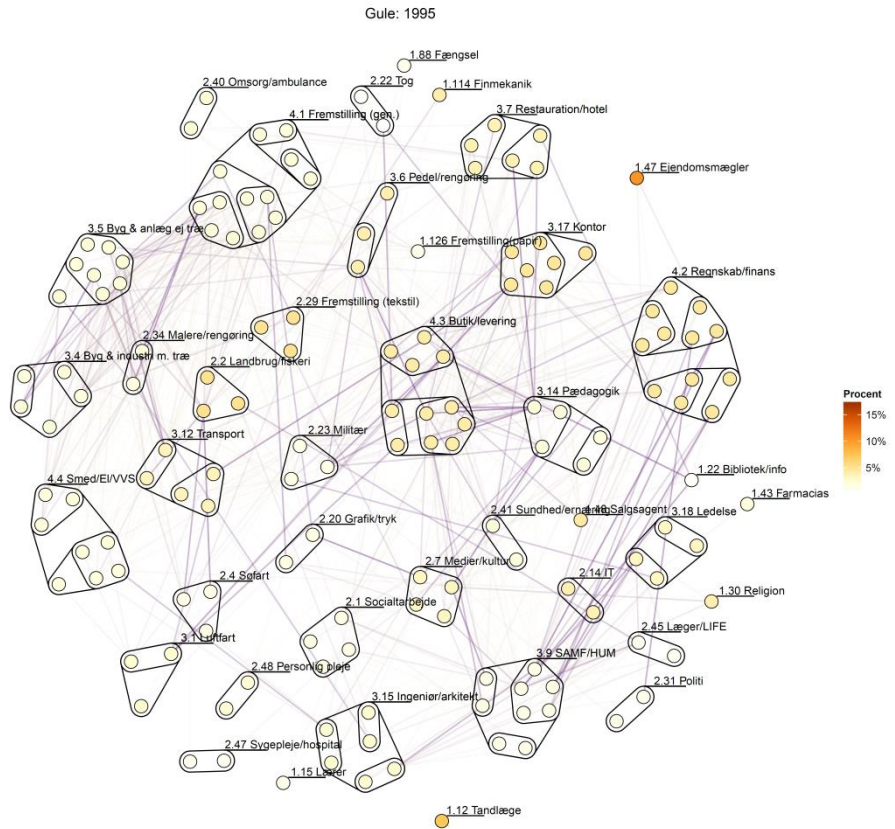 Gule: 1995
1.88 Fængsel
2.22 Tog
2.40 Omsorg/ambulance
1.114 Finmekanik
4.1 Fremstilling (gen.)
3.7 Restauration/hotel
1.47 Ejendomsmægler
3.6 Pedel/rengøring
3.5 Byg & anlæg ej træ
3.17 Kontor
1.126 Fremstilling(papir)
4.2 Regnskab/finans
2.29 Fremstilling (tekstil)
4.3 Butik/levering
2.34 Malere/rengøring
3.4 Byg & industri m. træ
2.2 Landbrug/fiskeri
3.14 Pædagogik
Procent
15%
10%
5%
2.23 Militær
3.12 Transport
1.22 Bibliotek/info
4.4 Smed/El/VVS
1.43 Farmacias
2.41 Sundhed/ernæring
1.46 Salgsagent
3.18 Ledelse
2.20 Grafik/tryk
2.7 Medier/kultur
2.14 IT
2.4 Søfart
1.30 Religion
2.1 Socialtarbejde
2.45 Læger/LIFE
3.1 Luftfart
3.9 SAMF/HUM
2.48 Personlig pleje
2.31 Politi
3.15 Ingeniør/arkitekt
2.47 Sygepleje/hospital
1.15 Lærer
1.12 Tandlæge